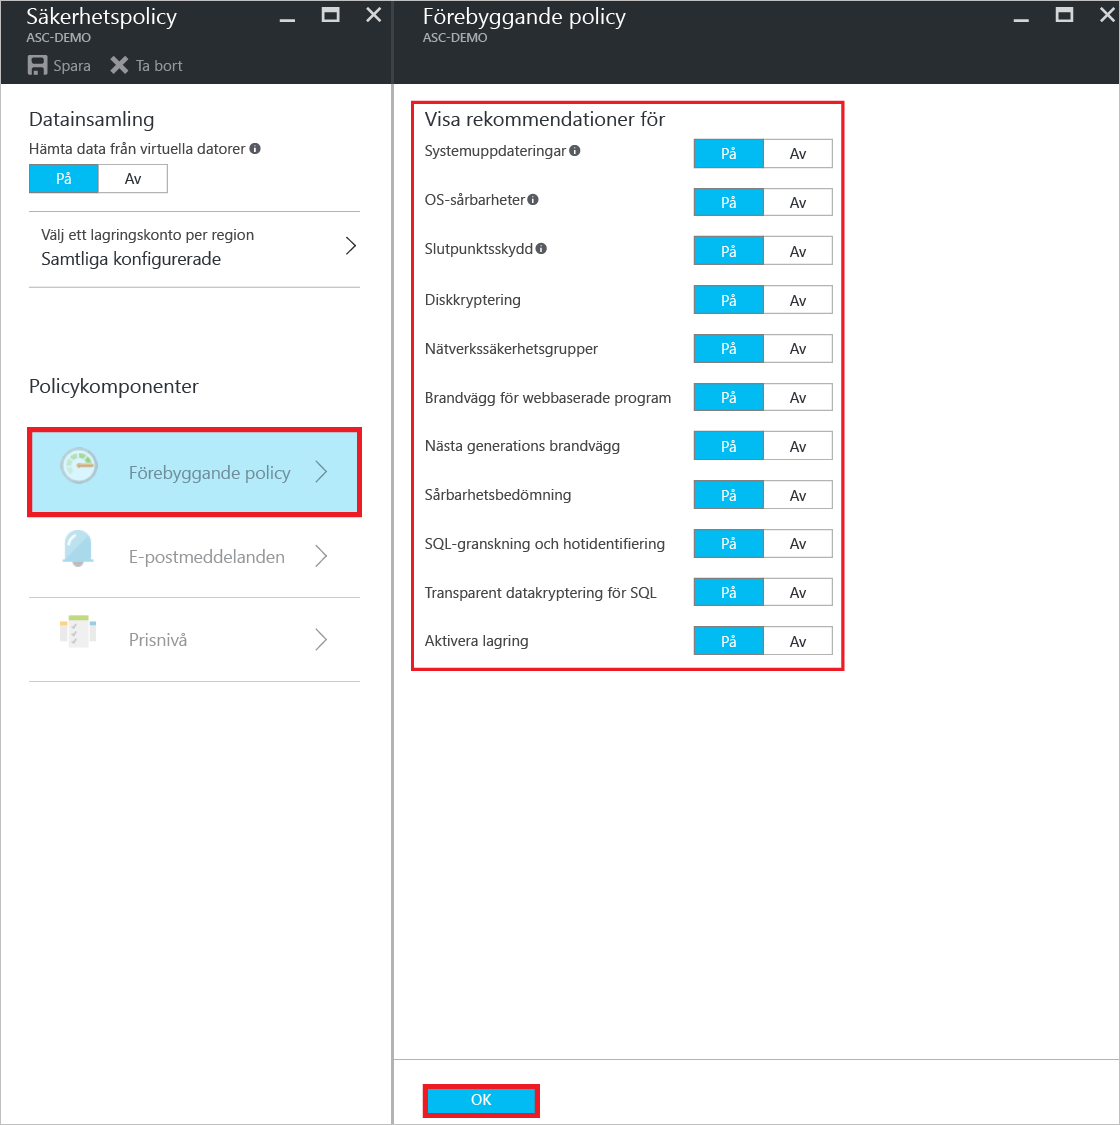 Säkerhetspolicy
ASC-DEMO
Spara
Ta bort
Datainsamling
Hämta data från virtuella datorer
På
Av
Välj ett lagringskonto per region
Samtliga konfigurerade
Policykomponenter
Förebyggande policy
E-postmeddelanden
Prisnivå
Förebyggande policy
ASC-DEMO
Visa rekommendationer för
Systemuppdateringar
På
Av
OS-sårbarheter
På
Av
Slutpunktsskydd
På
Av
Diskkryptering
På
Av
Nätverkssäkerhetsgrupper
På
Av
Brandvägg för webbaserade program
På
Av
Nästa generations brandvägg
På
Av
Sårbarhetsbedömning
På
Av
SQL-granskning och hotidentifiering
På
Av
Transparent datakryptering för SQL
På
Av
Aktivera lagring
På
Av
OK